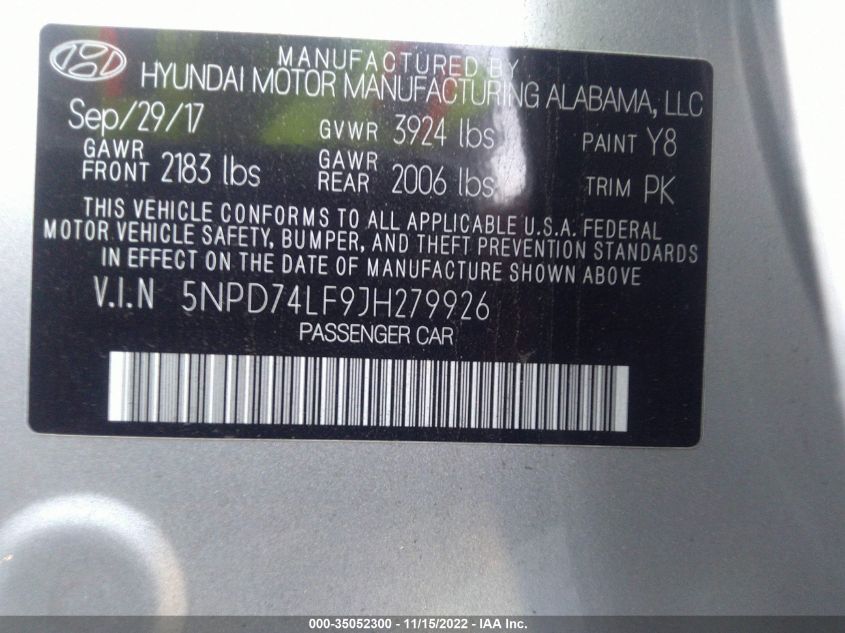 MANUFACTURED BY
HYUNDAI MOTOR MANUFACTURING ALABAMA, LLC
Sep/29/17 GVWR 3924 lbs PAINT Y8
GAWR FRONT 2183 lbs GAWR REAR 2006 lbs TRIM PK
THIS VEHICLE CONFORMS TO ALL APPLICABLE U.S.A. FEDERAL
MOTOR VEHICLE SAFETY, BUMPER, AND THEFT PREVENTION STANDARDS
IN EFFECT ON THE DATE OF MANUFACTURE SHOWN ABOVE
V.I.N 5NPD74LF9JH279926
PASSENGER CAR
000-35052300 - 11/15/2022 - IAA Inc.